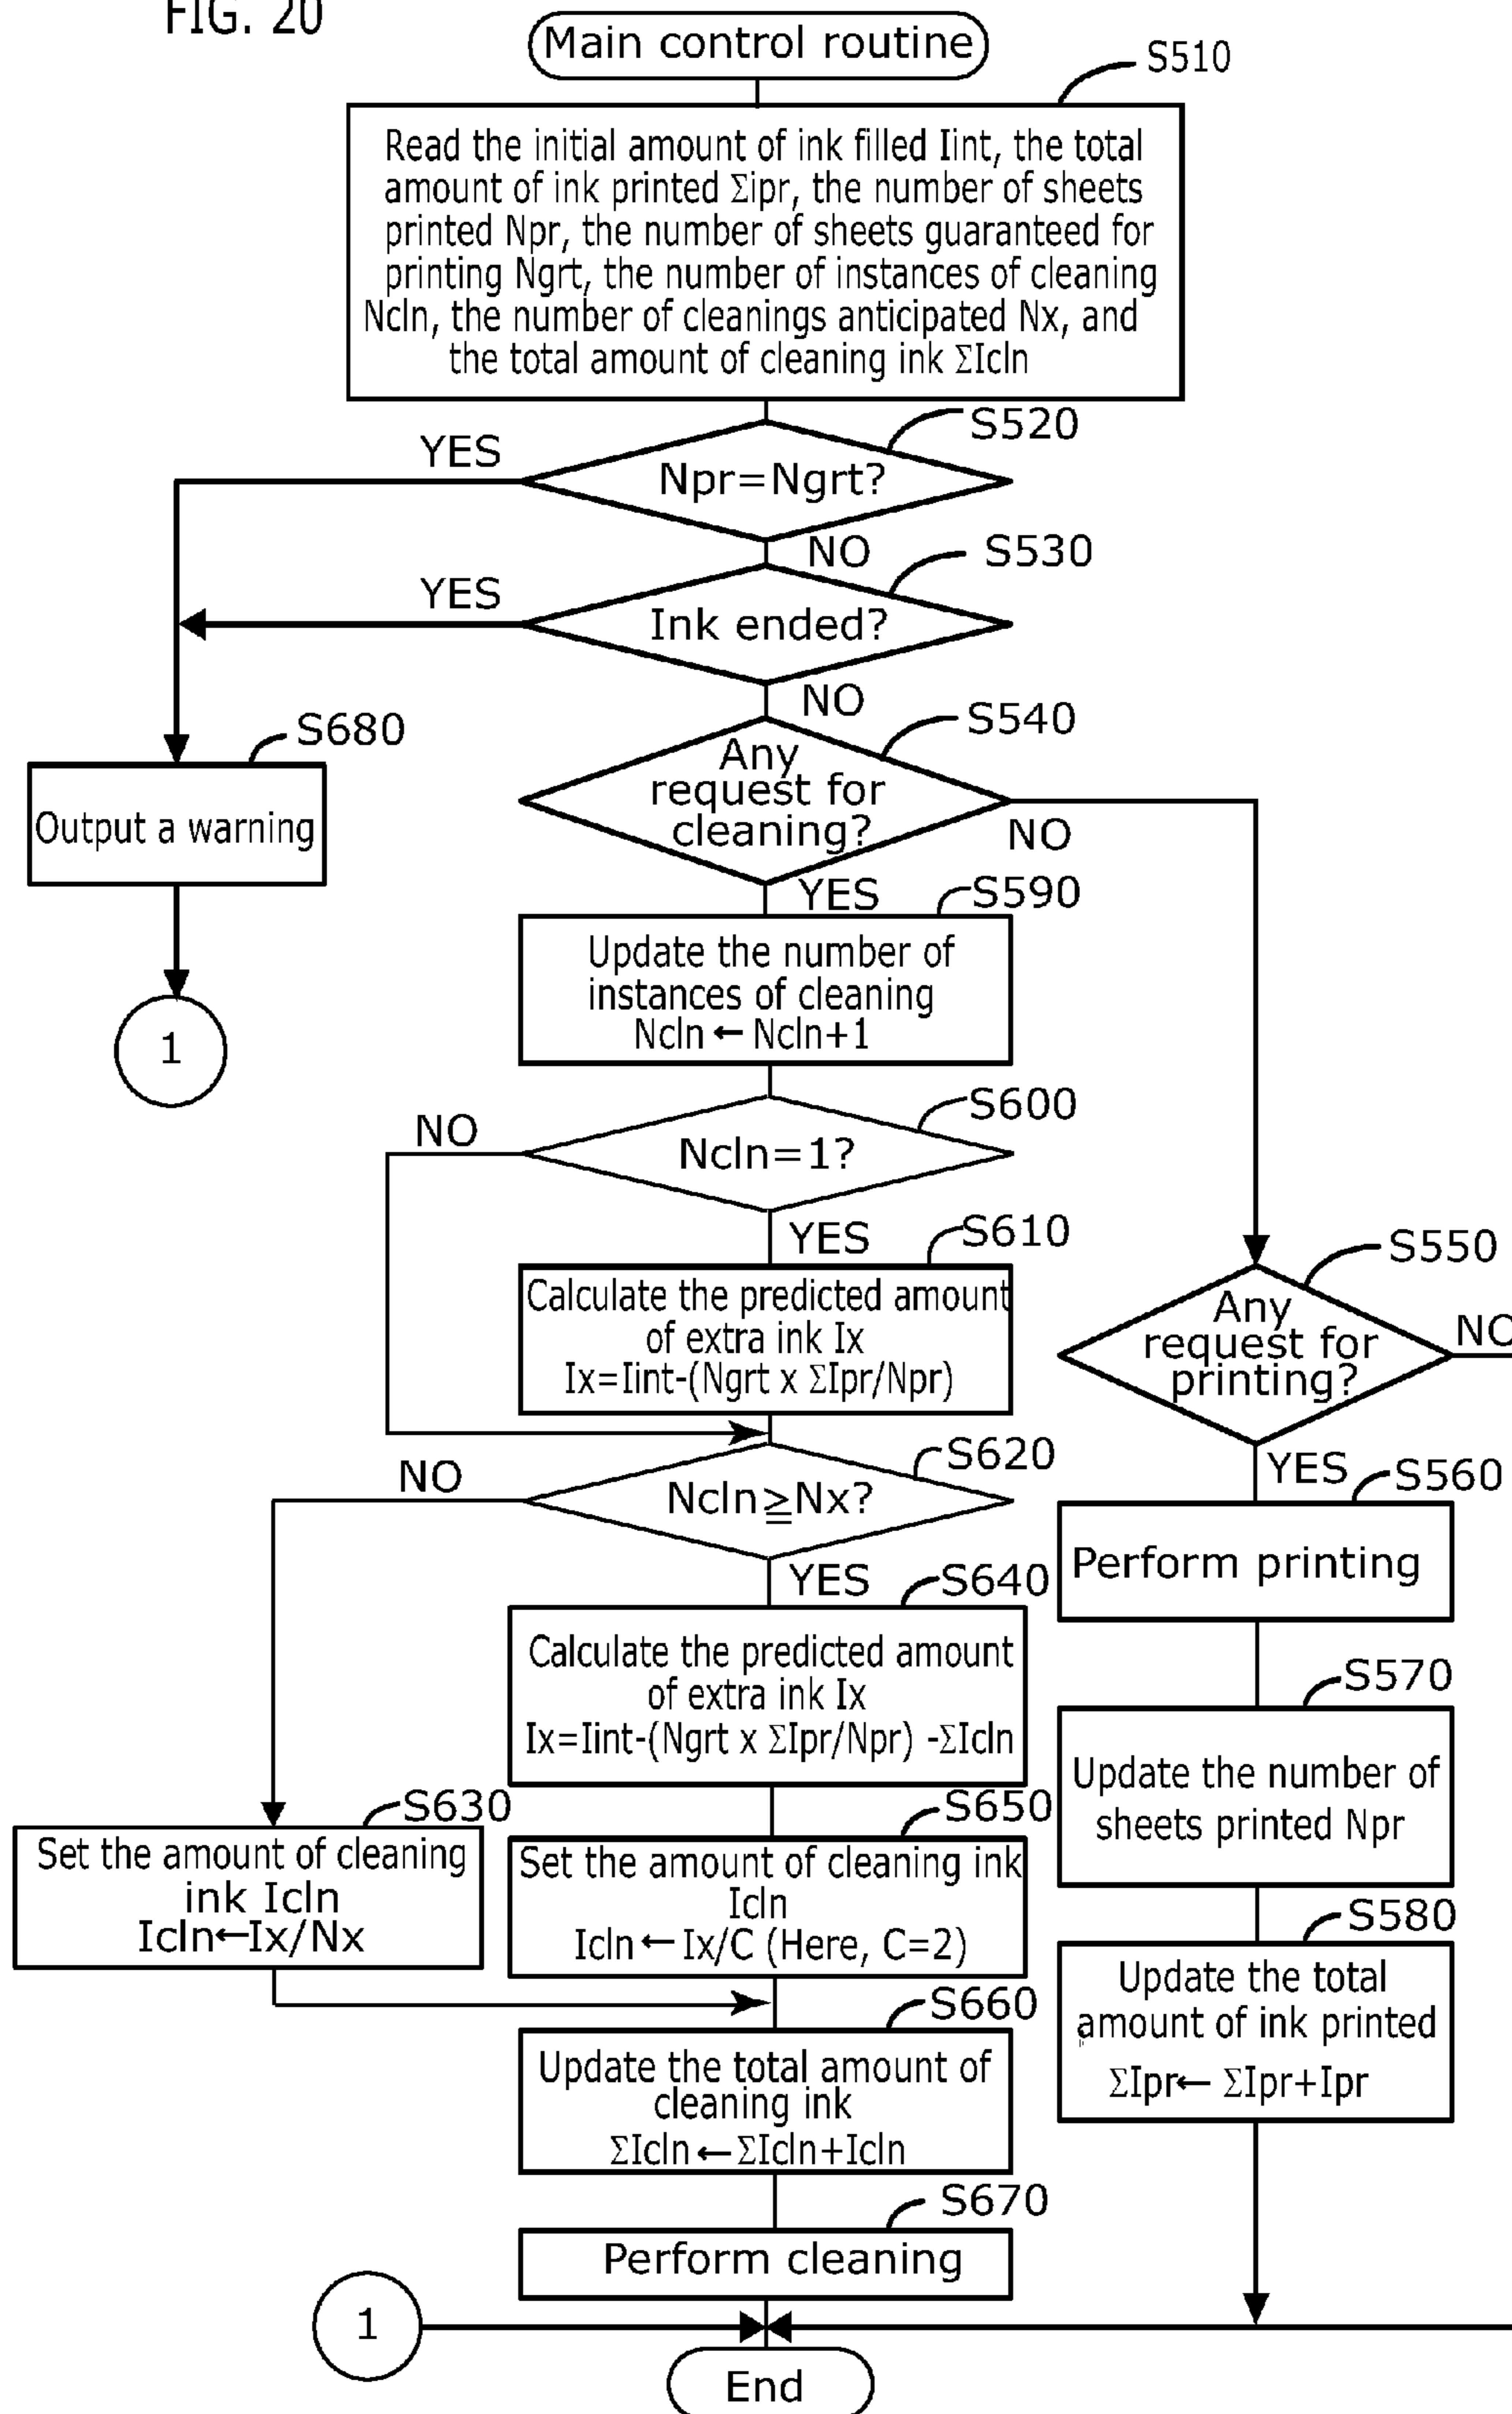 FIG. 20
Main control routine
S510
Read the initial amount of ink filled Iint, the total
amount of ink printed Σipr, the number of sheets
printed Npr, the number of sheets guaranteed for
printing Ngrt, the number of instances of cleaning
Ncln, the number of cleanings anticipated Nx, and
the total amount of cleaning ink ΣIcln
S520
YES
Npr=Ngrt?
NO
S530
YES
Ink ended?
NO
S540
S680
Any
request for
cleaning?
Output a warning
NO
YES
S590
Update the number of
instances of cleaning
Ncln ← Ncln+1
1
S600
NO
Ncln=1?
YES
S610
Calculate the predicted amount
of extra ink Ix
Ix=Iint-(Ngrt x ΣIpr/Npr)
S550
Any
request for
printing?
NO
S620
NO
Ncln≧Nx?
YES
S560
YES
S640
Perform printing
Calculate the predicted amount
of extra ink Ix
Ix=Iint-(Ngrt x ΣIpr/Npr) -ΣIcln
S570
Update the number of
sheets printed Npr
S630
Set the amount of cleaning
ink Icln
Icln←Ix/Nx
S650
Set the amount of cleaning ink
Icln
Icln ← Ix/C (Here, C=2)
S580
Update the total
amount of ink printed
ΣIpr← ΣIpr+Ipr
S660
Update the total amount of
cleaning ink
ΣIcln ← ΣIcln+Icln
S670
Perform cleaning
1
End